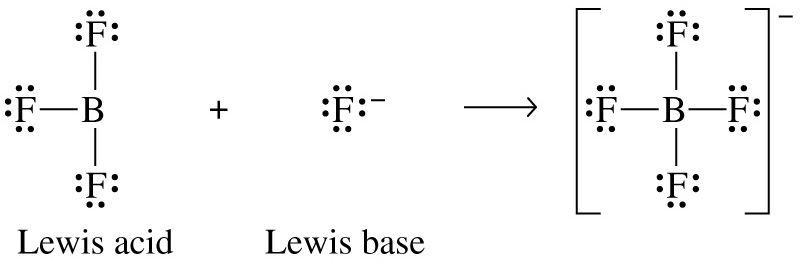 F F
F B + F − F B F −
F F
Lewis acid Lewis base